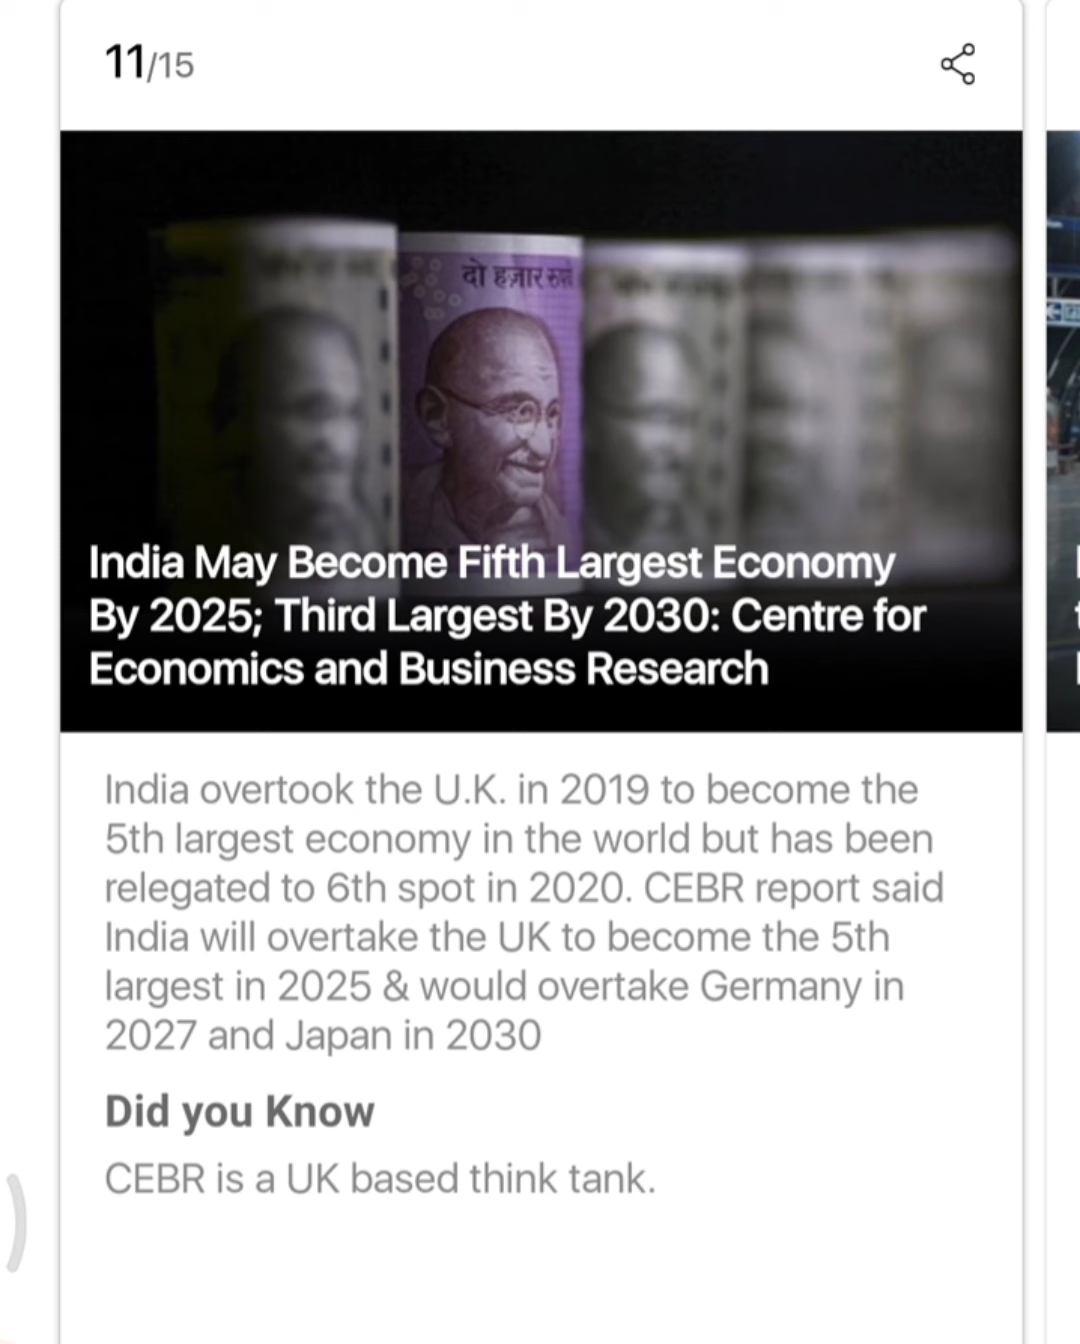 11/15
दो हज़ार रुपये
India May Become Fifth Largest Economy
By 2025; Third Largest By 2030: Centre for
Economics and Business Research
India overtook the U.K. in 2019 to become the
5th largest economy in the world but has been
relegated to 6th spot in 2020. CEBR report said
India will overtake the UK to become the 5th
largest in 2025 & would overtake Germany in
2027 and Japan in 2030
Did you Know
CEBR is a UK based think tank.